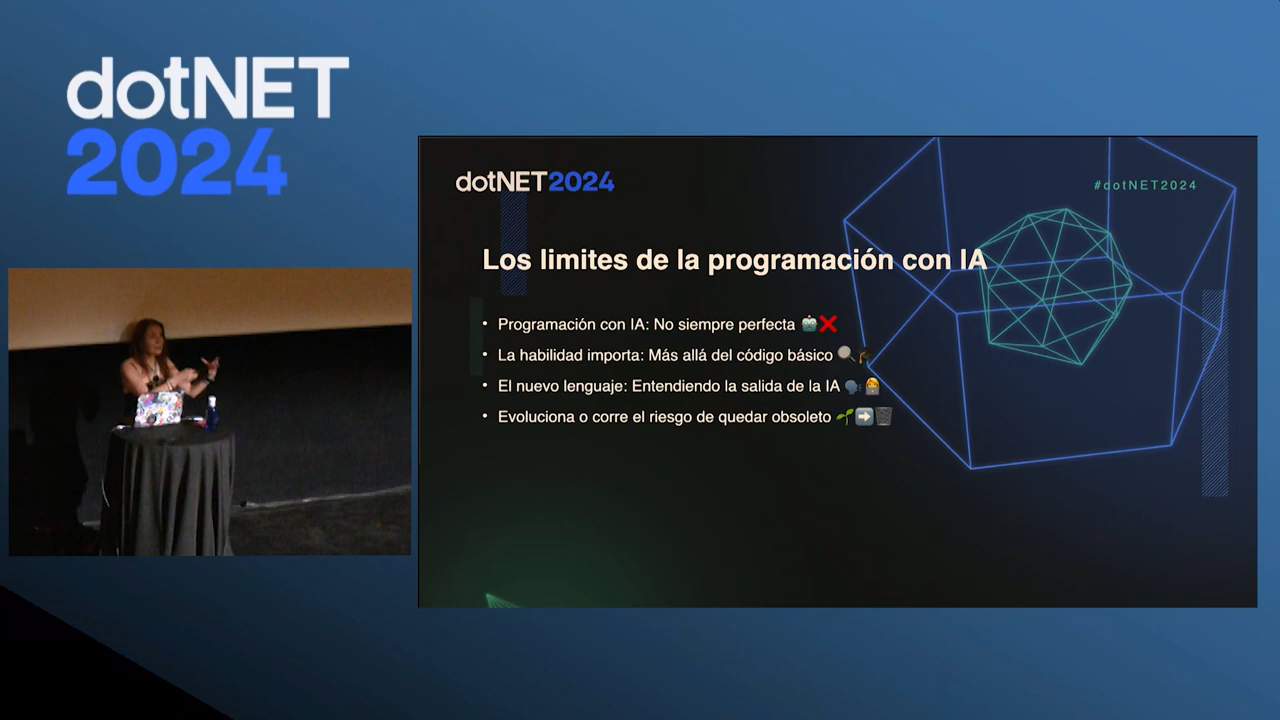 dotNET
2024
dotNET2024
#dotNET2024
Los limites de la programación con IA
• Programación con IA: No siempre perfecta 🤖❌
• La habilidad importa: Más allá del código básico 🔍🎓
• El nuevo lenguaje: Entendiendo la salida de la IA 🗣️👩‍💻
• Evoluciona o corre el riesgo de quedar obsoleto 🌱➡️🗑️